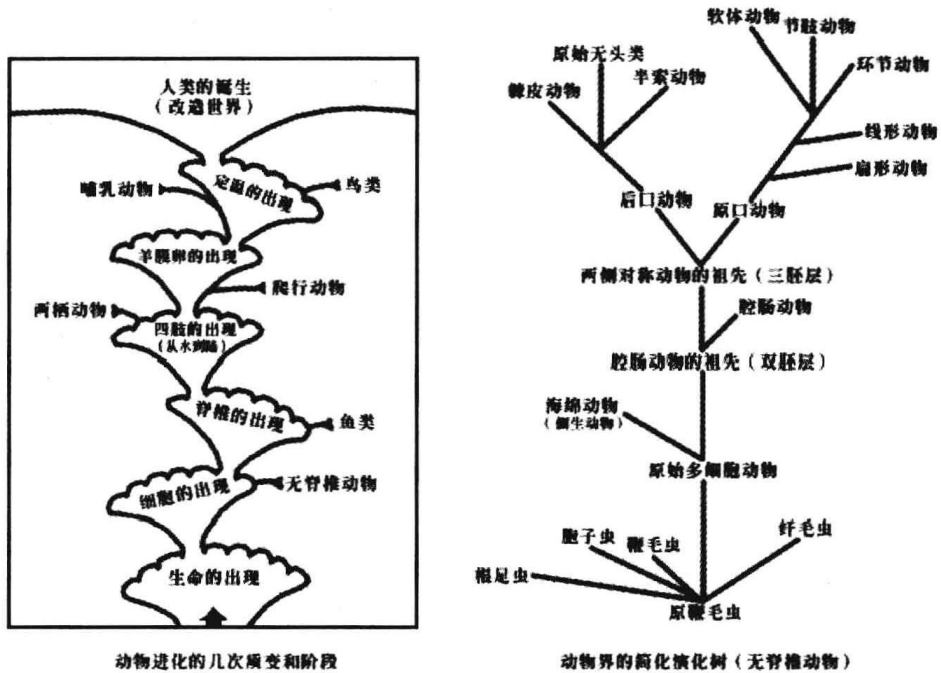 人类的诞生
(改造世界)
定温的出现
哺乳动物
鸟类
羊膜卵的出现
爬行动物
两栖动物
四肢的出现
(从水到陆)
脊椎的出现
鱼类
细胞的出现
无脊椎动物
生命的出现
动物进化的几次质变和阶段
软体动物
节肢动物
原始无头类
半索动物
环节动物
棘皮动物
线形动物
扁形动物
后口动物
原口动物
两侧对称动物的祖先(三胚层)
腔肠动物
腔肠动物的祖先(双胚层)
海绵动物
(侧生动物)
原始多细胞动物
孢子虫
鞭毛虫
纤毛虫
根足虫
原鞭毛虫
动物界的简化演化树(无脊椎动物)